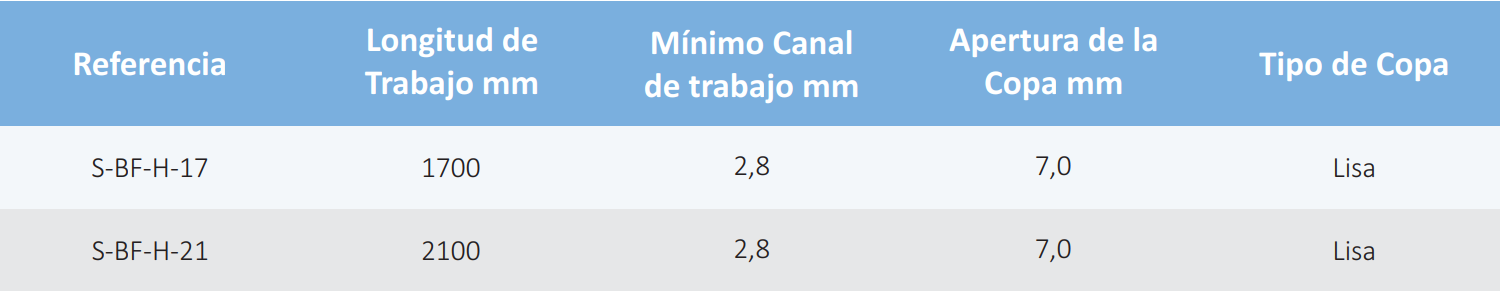 Referencia
Longitud de
Trabajo mm
Mínimo Canal
de trabajo mm
Apertura de la
Copa mm
Tipo de Copa
S-BF-H-17 1700 2,8 7,0 Lisa
S-BF-H-21 2100 2,8 7,0 Lisa